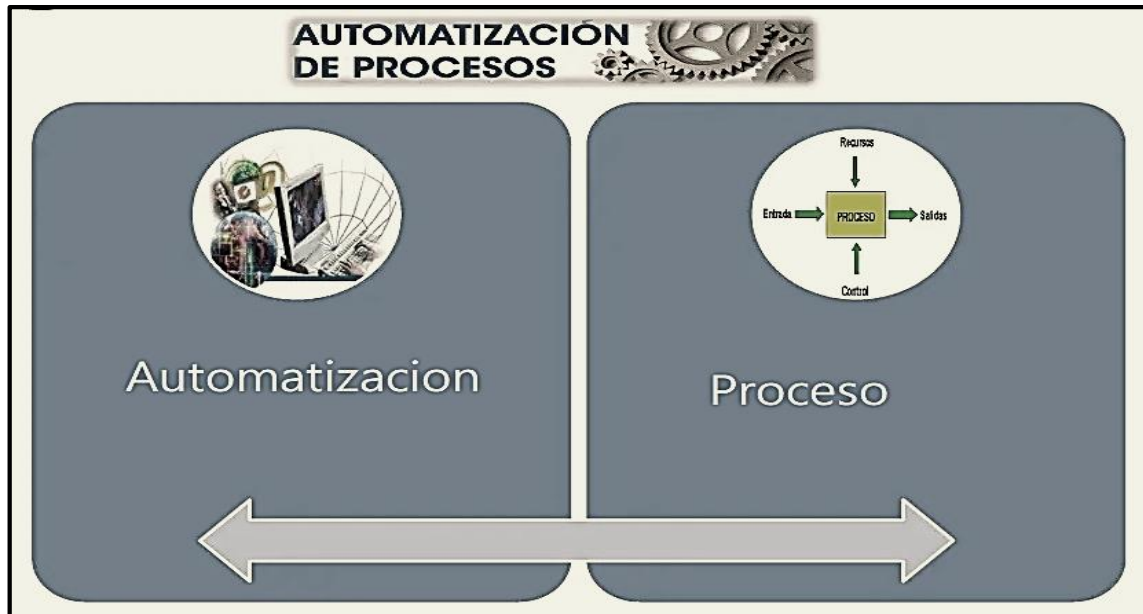 AUTOMATIZACIÓN
DE PROCESOS
Automatizacion
Recursos
Entrada
PROCESO
Salidas
Control
Proceso